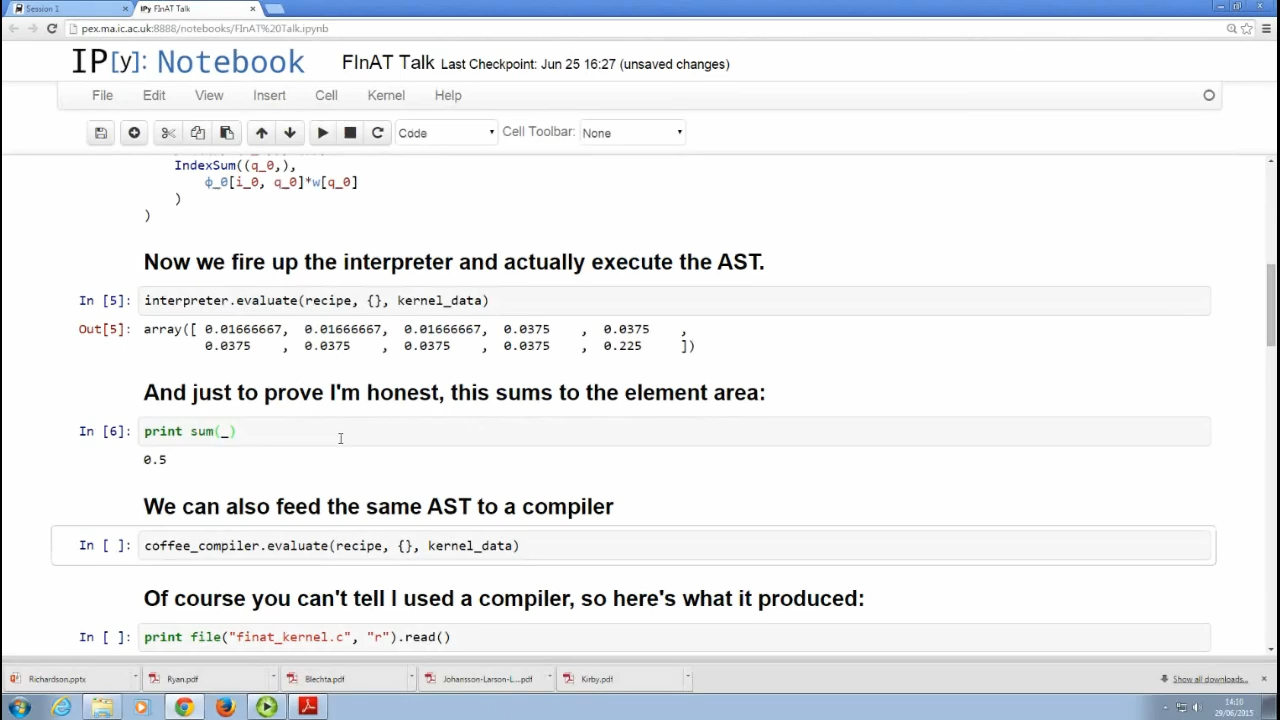 Session 1
IPy FInAT Talk
pex.ma.ic.ac.uk:8888/notebooks/FInAT%20Talk.ipynb
IP[y]: Notebook FInAT Talk Last Checkpoint: Jun 25 16:27 (unsaved changes)
File Edit View Insert Cell Kernel Help
Code Cell Toolbar: None
IndexSum((q_0,),
ϕ_0[i_0, q_0]*w[q_0]
)
)
Now we fire up the interpreter and actually execute the AST.
In [5]: interpreter.evaluate(recipe, {}, kernel_data)
Out[5]: array([ 0.01666667, 0.01666667, 0.01666667, 0.0375 , 0.0375 ,
0.0375 , 0.0375 , 0.0375 , 0.0375 , 0.225 ])
And just to prove I'm honest, this sums to the element area:
In [6]: print sum(_)
0.5
We can also feed the same AST to a compiler
In [ ]: coffee_compiler.evaluate(recipe, {}, kernel_data)
Of course you can't tell I used a compiler, so here's what it produced:
In [ ]: print file("finat_kernel.c", "r").read()
Richardson.pptx Ryan.pdf Blechta.pdf Johansson-Larson-L...pdf Kirby.pdf Show all downloads...
14:10
29/06/2015